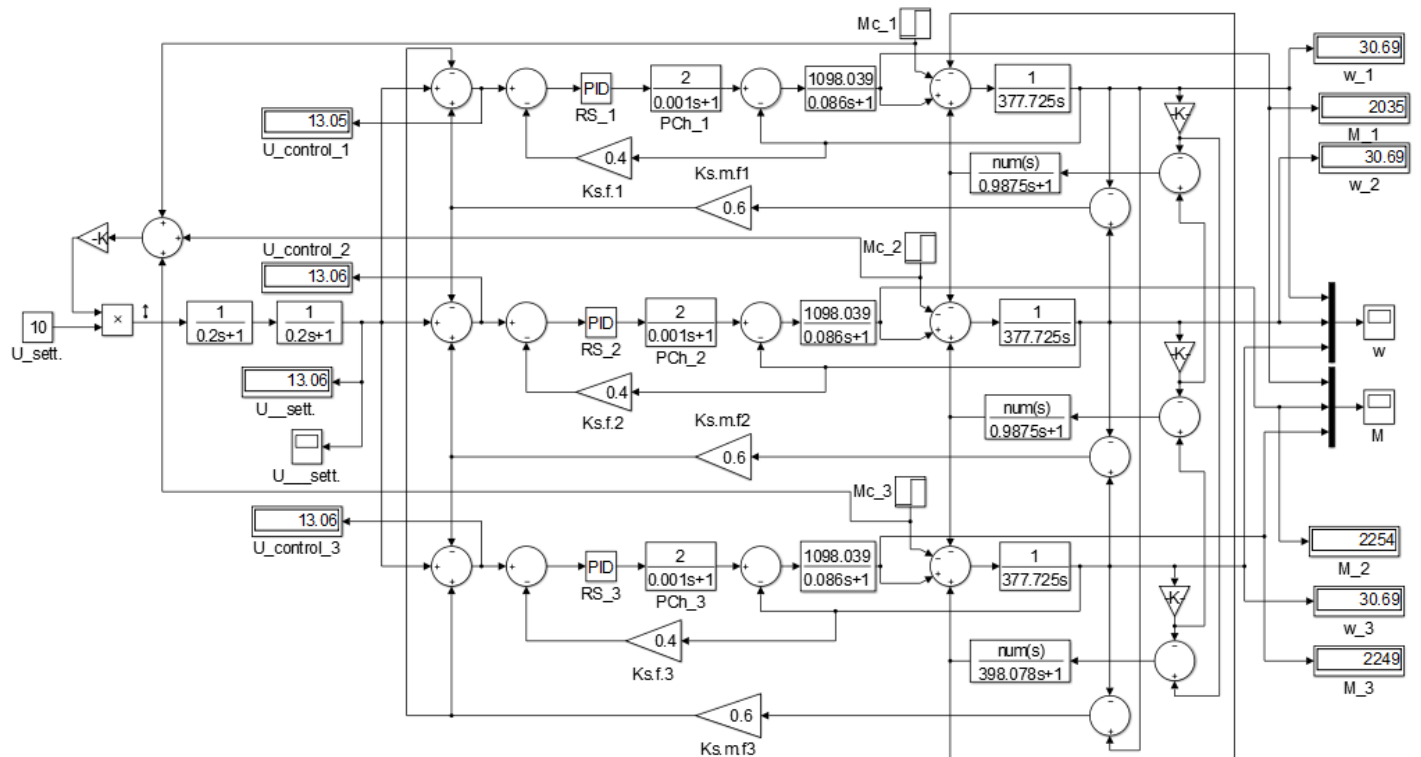 Mc_1
30.69
w_1
2035
M_1
30.69
w_2
13.05
U_control_1
PID
RS_1
2
0.001s+1
PCh_1
1098.039
0.086s+1
1
377.725s
-K-
0.4
Ks.f.1
Ks.m.f1
0.6
num(s)
0.9875s+1
-K
U_control_2
13.06
Mc_2
10
U_sett.
×
1
0.2s+1
1
0.2s+1
PID
RS_2
2
0.001s+1
PCh_2
1098.039
0.086s+1
1
377.725s
-K-
w
13.06
U__sett.
0.4
Ks.f.2
Ks.m.f2
0.6
num(s)
0.9875s+1
M
U___sett.
Mc_3
13.06
U_control_3
PID
RS_3
2
0.001s+1
PCh_3
1098.039
0.086s+1
1
377.725s
-K-
2254
M_2
30.69
w_3
2249
M_3
0.4
Ks.f.3
num(s)
398.078s+1
0.6
Ks.m.f3